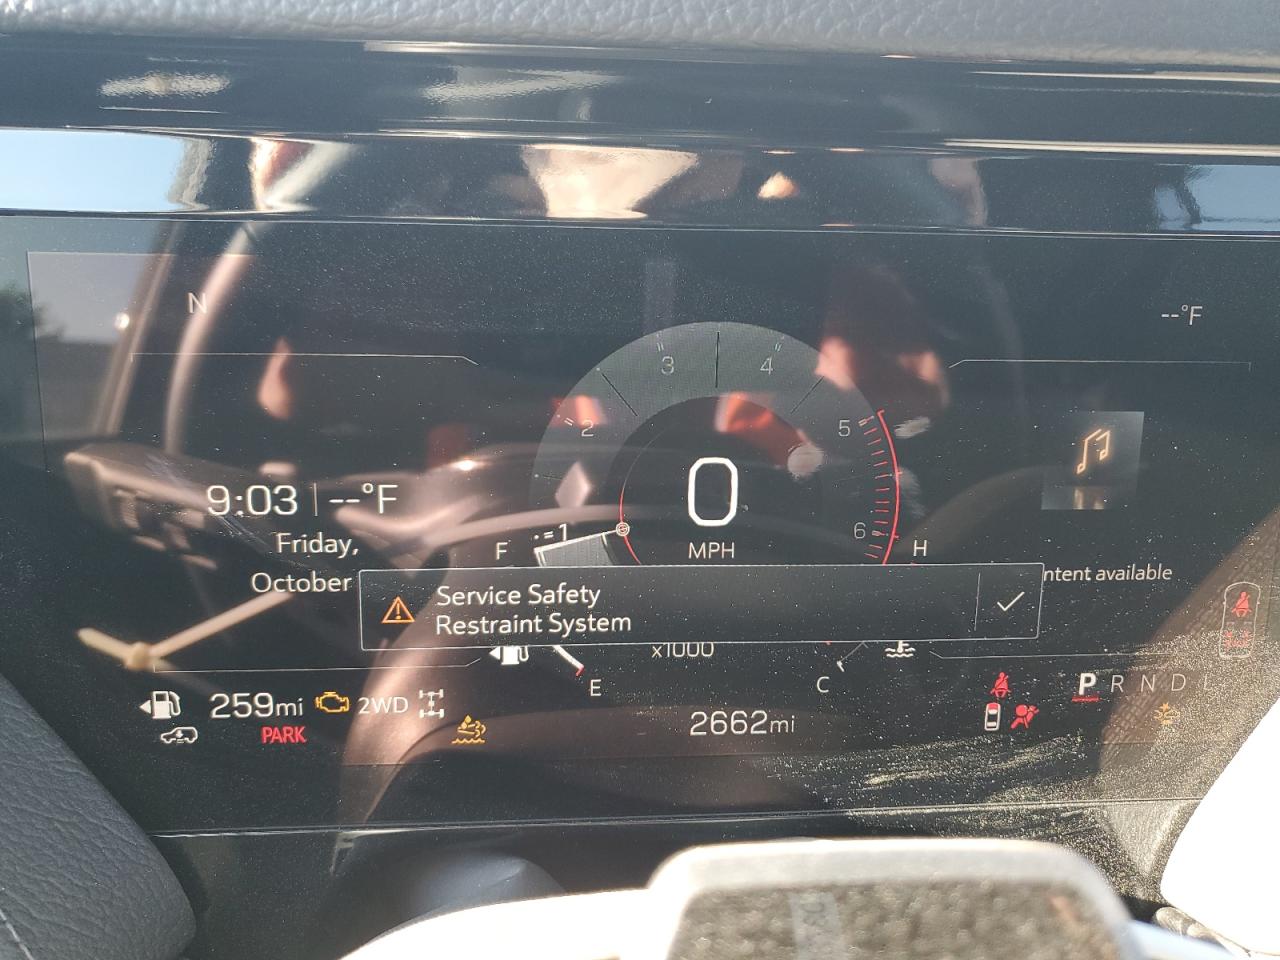 N
--°F
3
4
2
5
9:03 | --°F
0
1
6
Friday,
F
MPH
H
October
Service Safety
Restraint System
ntent available
x1000
E
C
259mi
2WD
2662mi
P R N D L
PARK